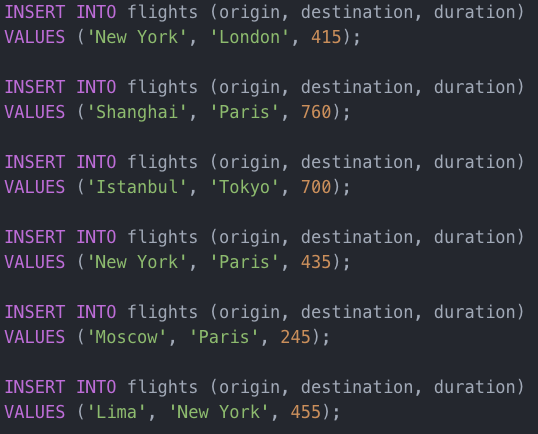 INSERT INTO flights (origin, destination, duration)
VALUES ('New York', 'London', 415);
INSERT INTO flights (origin, destination, duration)
VALUES ('Shanghai', 'Paris', 760);
INSERT INTO flights (origin, destination, duration)
VALUES ('Istanbul', 'Tokyo', 700);
INSERT INTO flights (origin, destination, duration)
VALUES ('New York', 'Paris', 435);
INSERT INTO flights (origin, destination, duration)
VALUES ('Moscow', 'Paris', 245);
INSERT INTO flights (origin, destination, duration)
VALUES ('Lima', 'New York', 455);